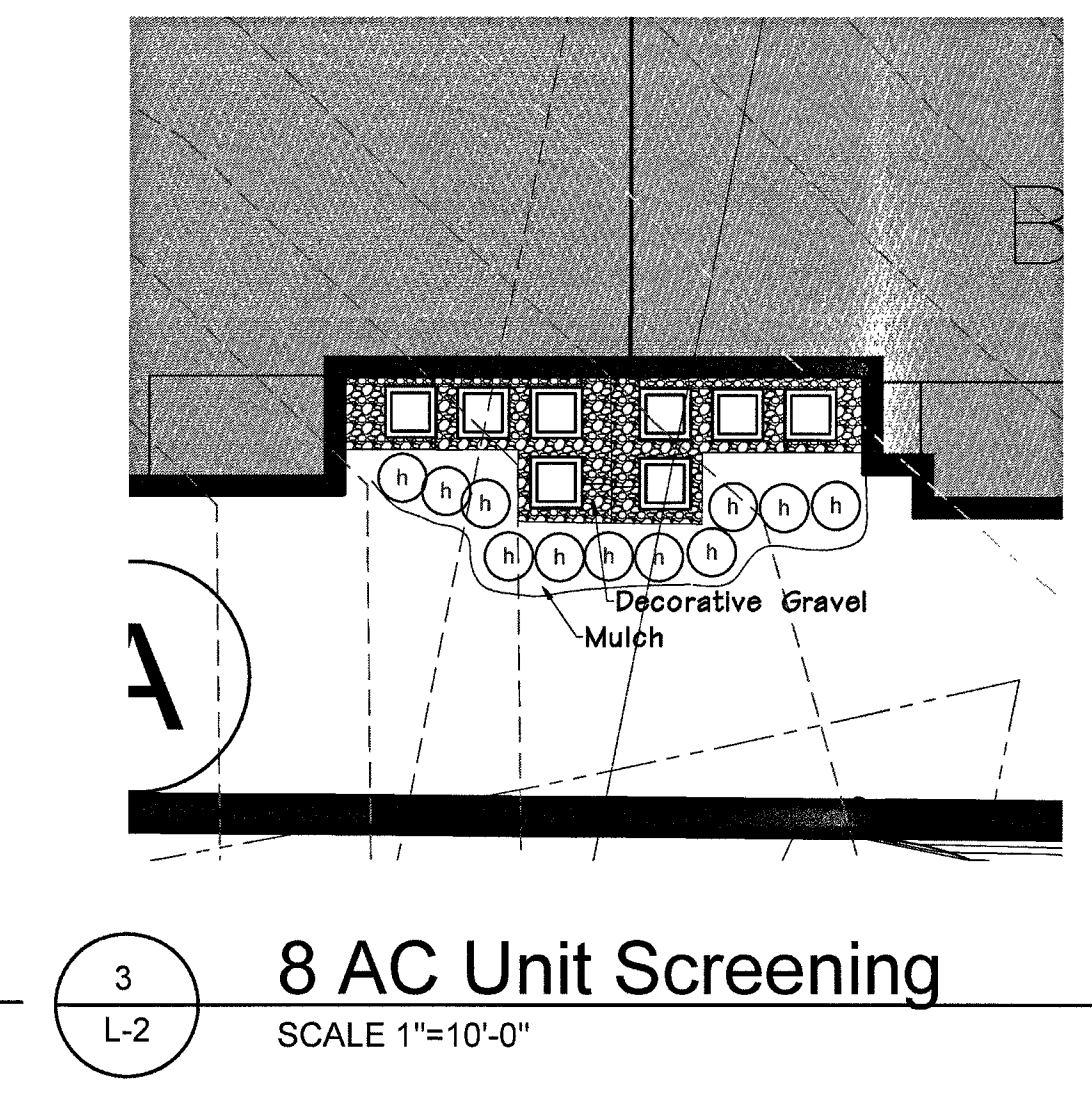 B
h h h h h h
h h h h h
Decorative Gravel
Mulch
A
3
L-2
8 AC Unit Screening
SCALE 1"=10'-0"